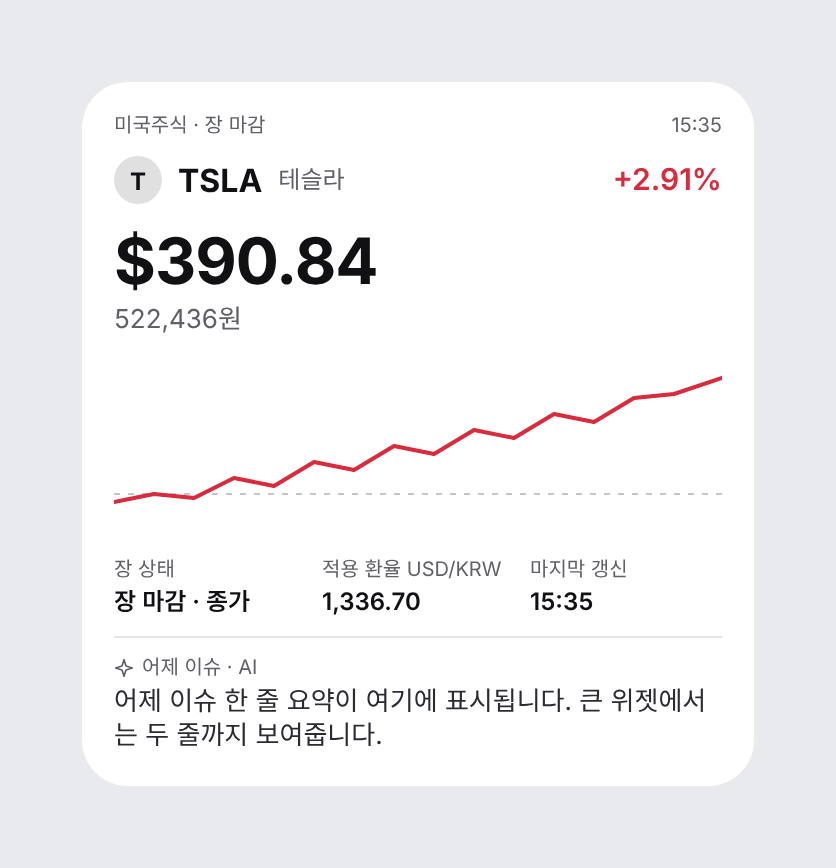 미국주식 · 장 마감 15:35
T TSLA 테슬라 +2.91%
$390.84
522,436원
장 상태 적용 환율 USD/KRW 마지막 갱신
장 마감 · 종가 1,336.70 15:35
어제 이슈 · AI
어제 이슈 한 줄 요약이 여기에 표시됩니다. 큰 위젯에서
는 두 줄까지 보여줍니다.